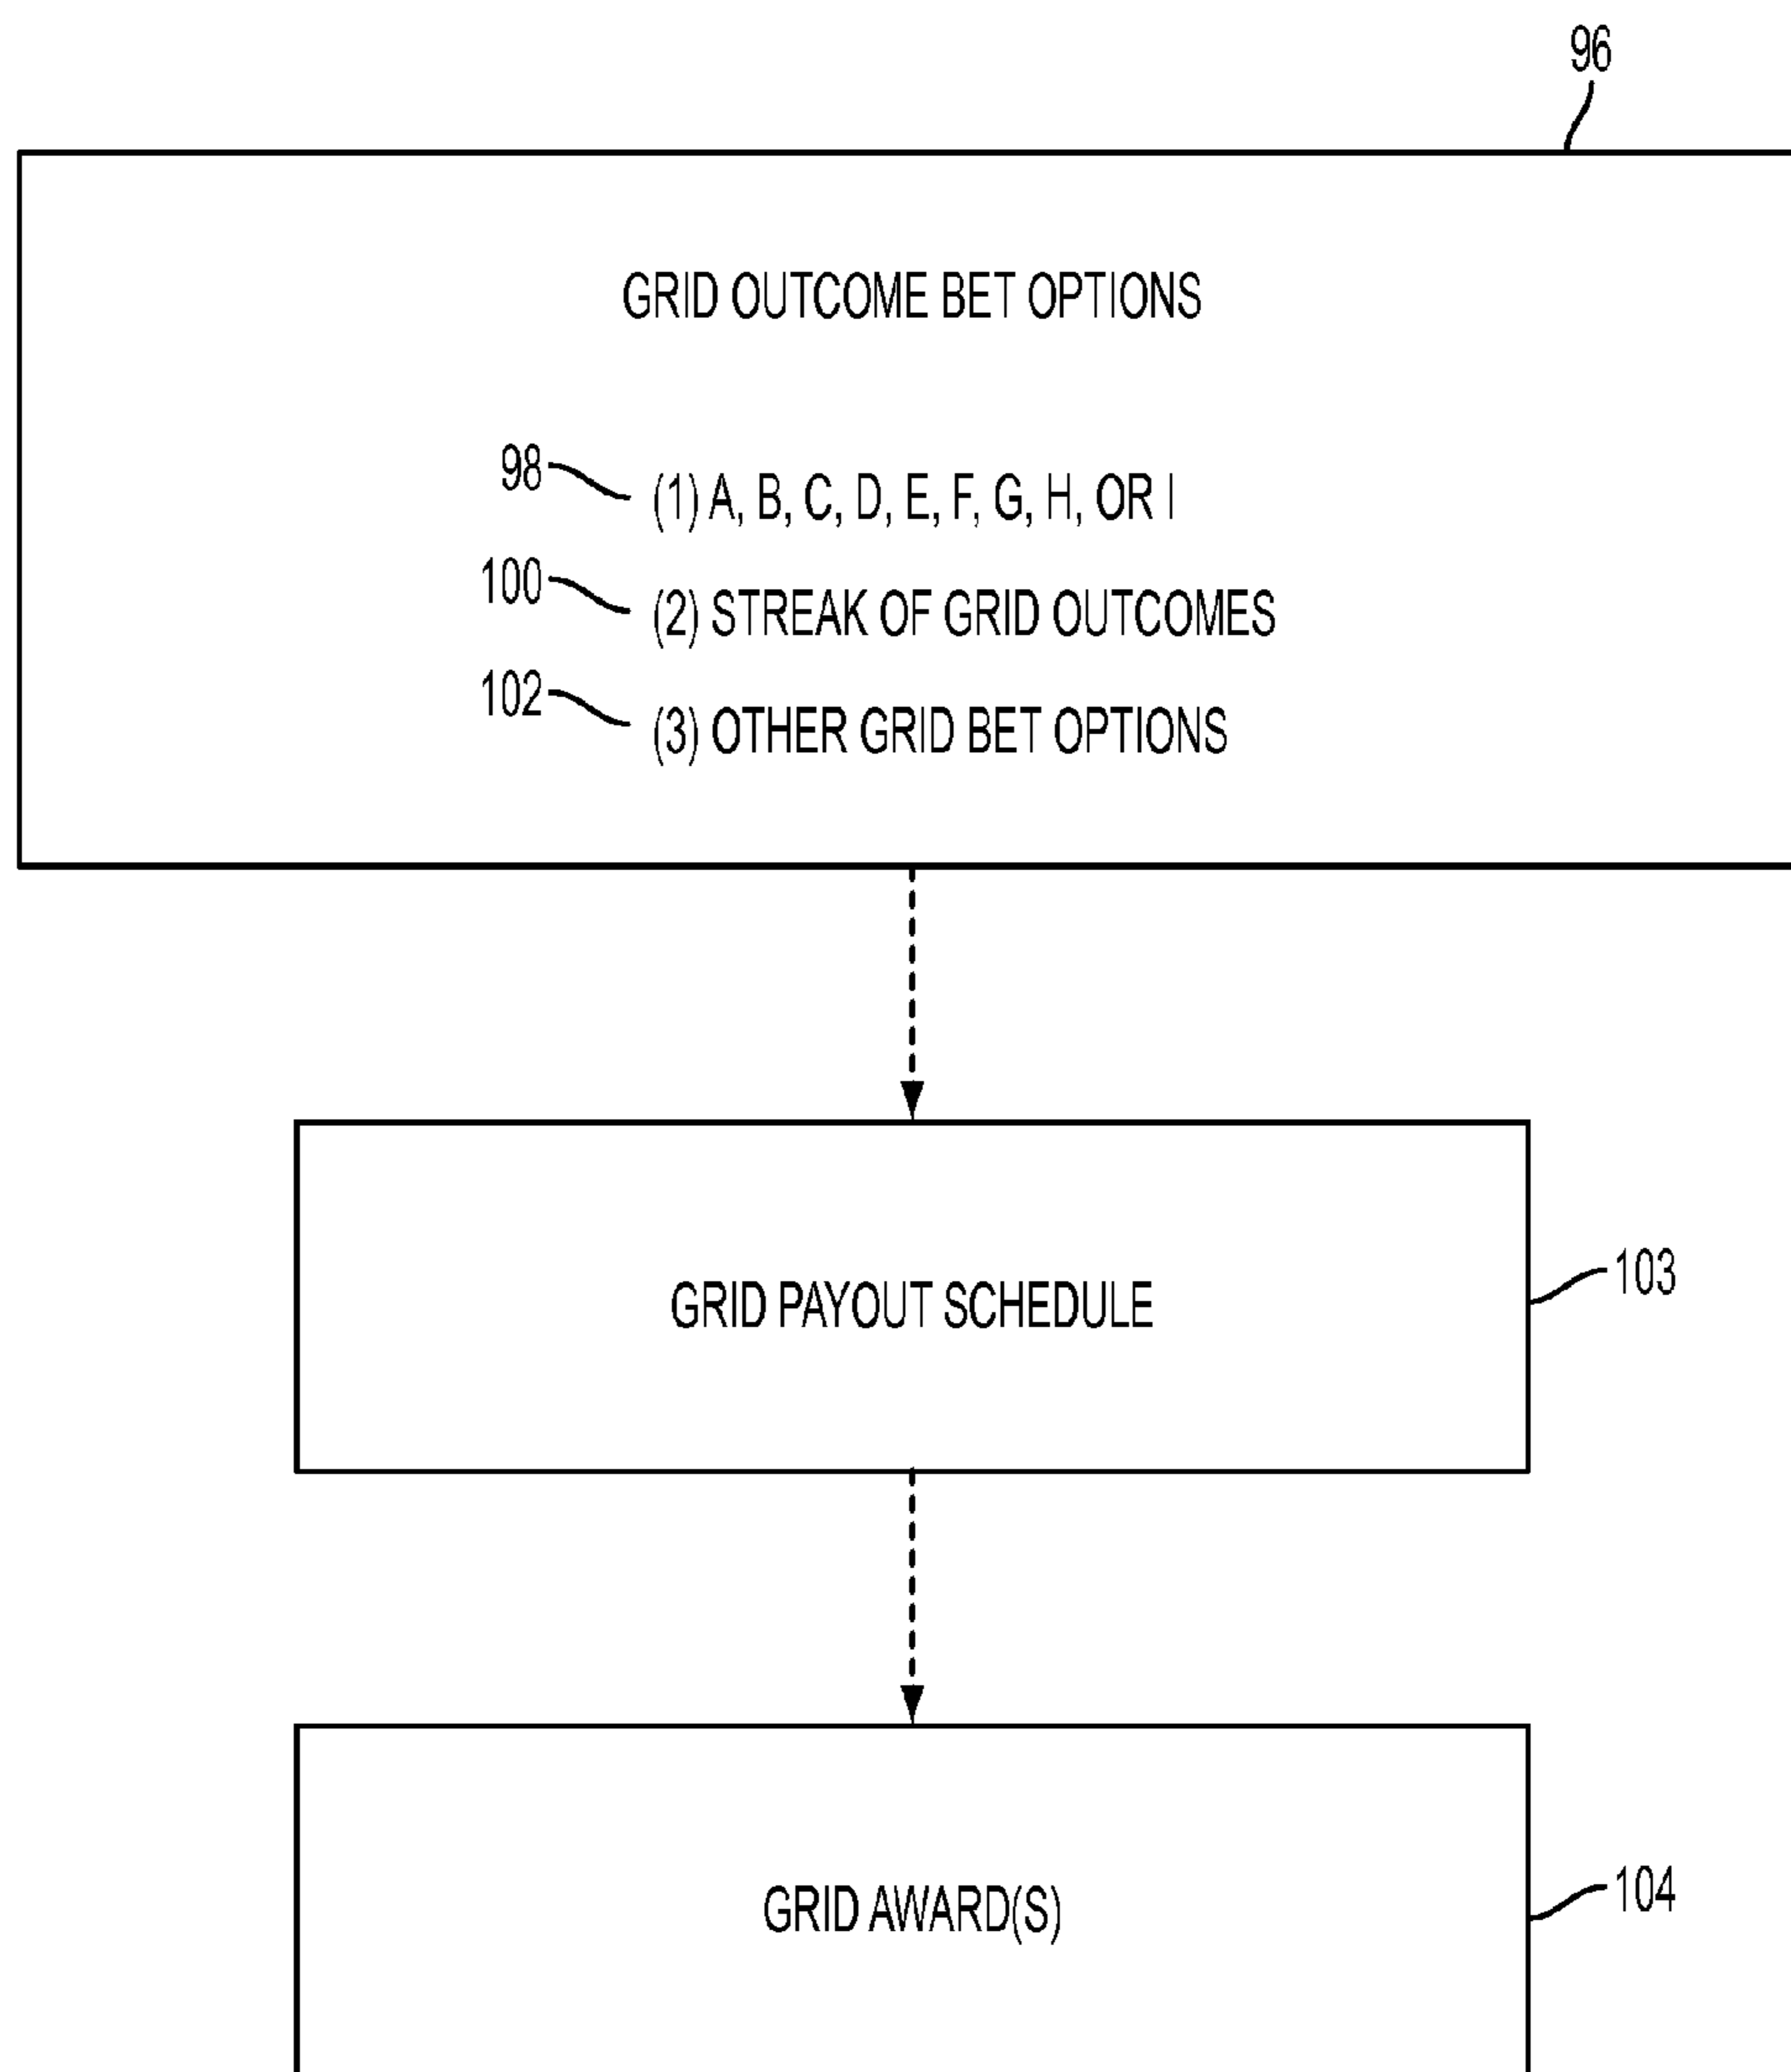 96
GRID OUTCOME BET OPTIONS
98 (1) A, B, C, D, E, F, G, H, OR I
100 (2) STREAK OF GRID OUTCOMES
102 (3) OTHER GRID BET OPTIONS
GRID PAYOUT SCHEDULE
103
GRID AWARD(S)
104